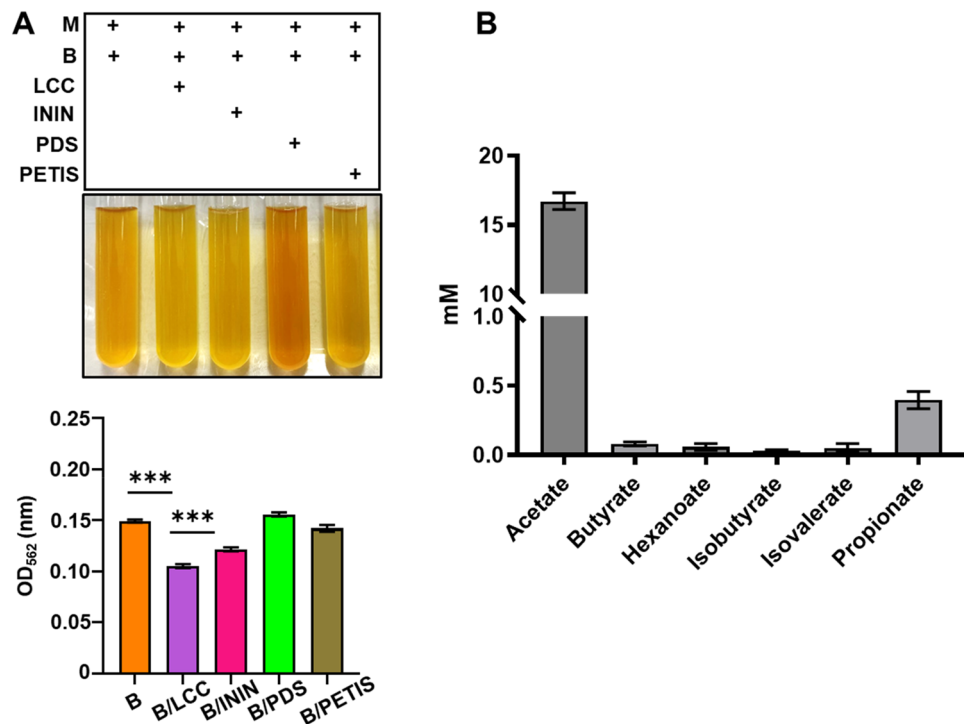 A
M + + + + +
B + + + + +
LCC +
ININ +
PDS +
PETIS +
0.25
0.20
0.15
0.10
0.05
0
OD562 (nm)
***
***
B
B/LCC
B/ININ
B/PDS
B/PETIS
B
20
15
10
1.0
0.5
0.0
mM
Acetate
Butyrate
Hexanoate
Isobutyrate
Isovalerate
Propionate